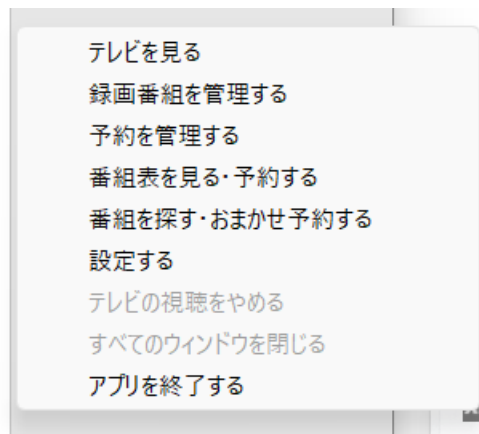 テレビを見る
録画番組を管理する
予約を管理する
番組表を見る・予約する
番組を探す・おまかせ予約する
設定する
テレビの視聴をやめる
すべてのウィンドウを閉じる
アプリを終了する